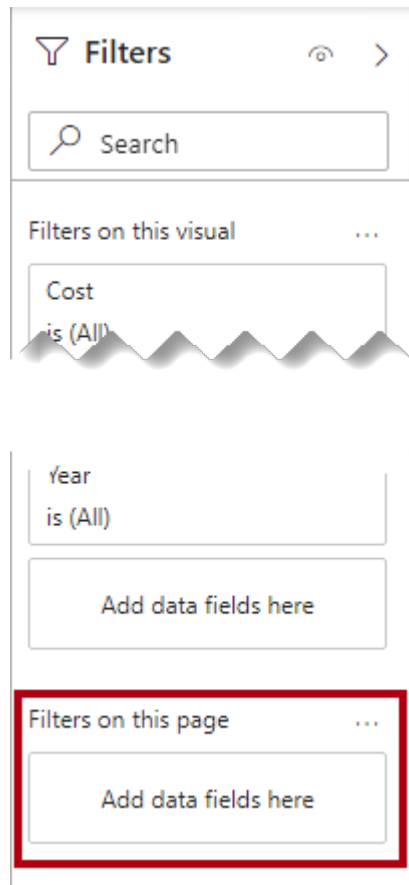 Filters
Search
Filters on this visual
Cost
is (All)
Year
is (All)
Add data fields here
Filters on this page
Add data fields here